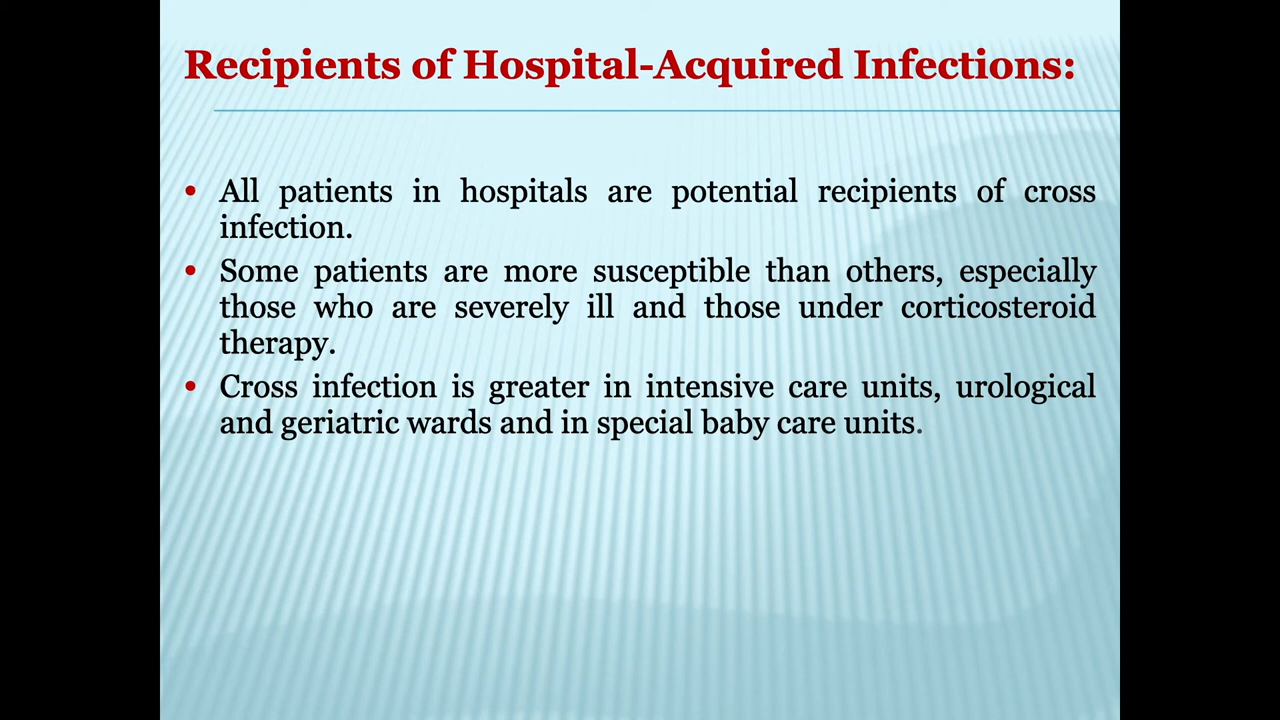 Recipients of Hospital-Acquired Infections:
• All patients in hospitals are potential recipients of cross
infection.
• Some patients are more susceptible than others, especially
those who are severely ill and those under corticosteroid
therapy.
• Cross infection is greater in intensive care units, urological
and geriatric wards and in special baby care units.